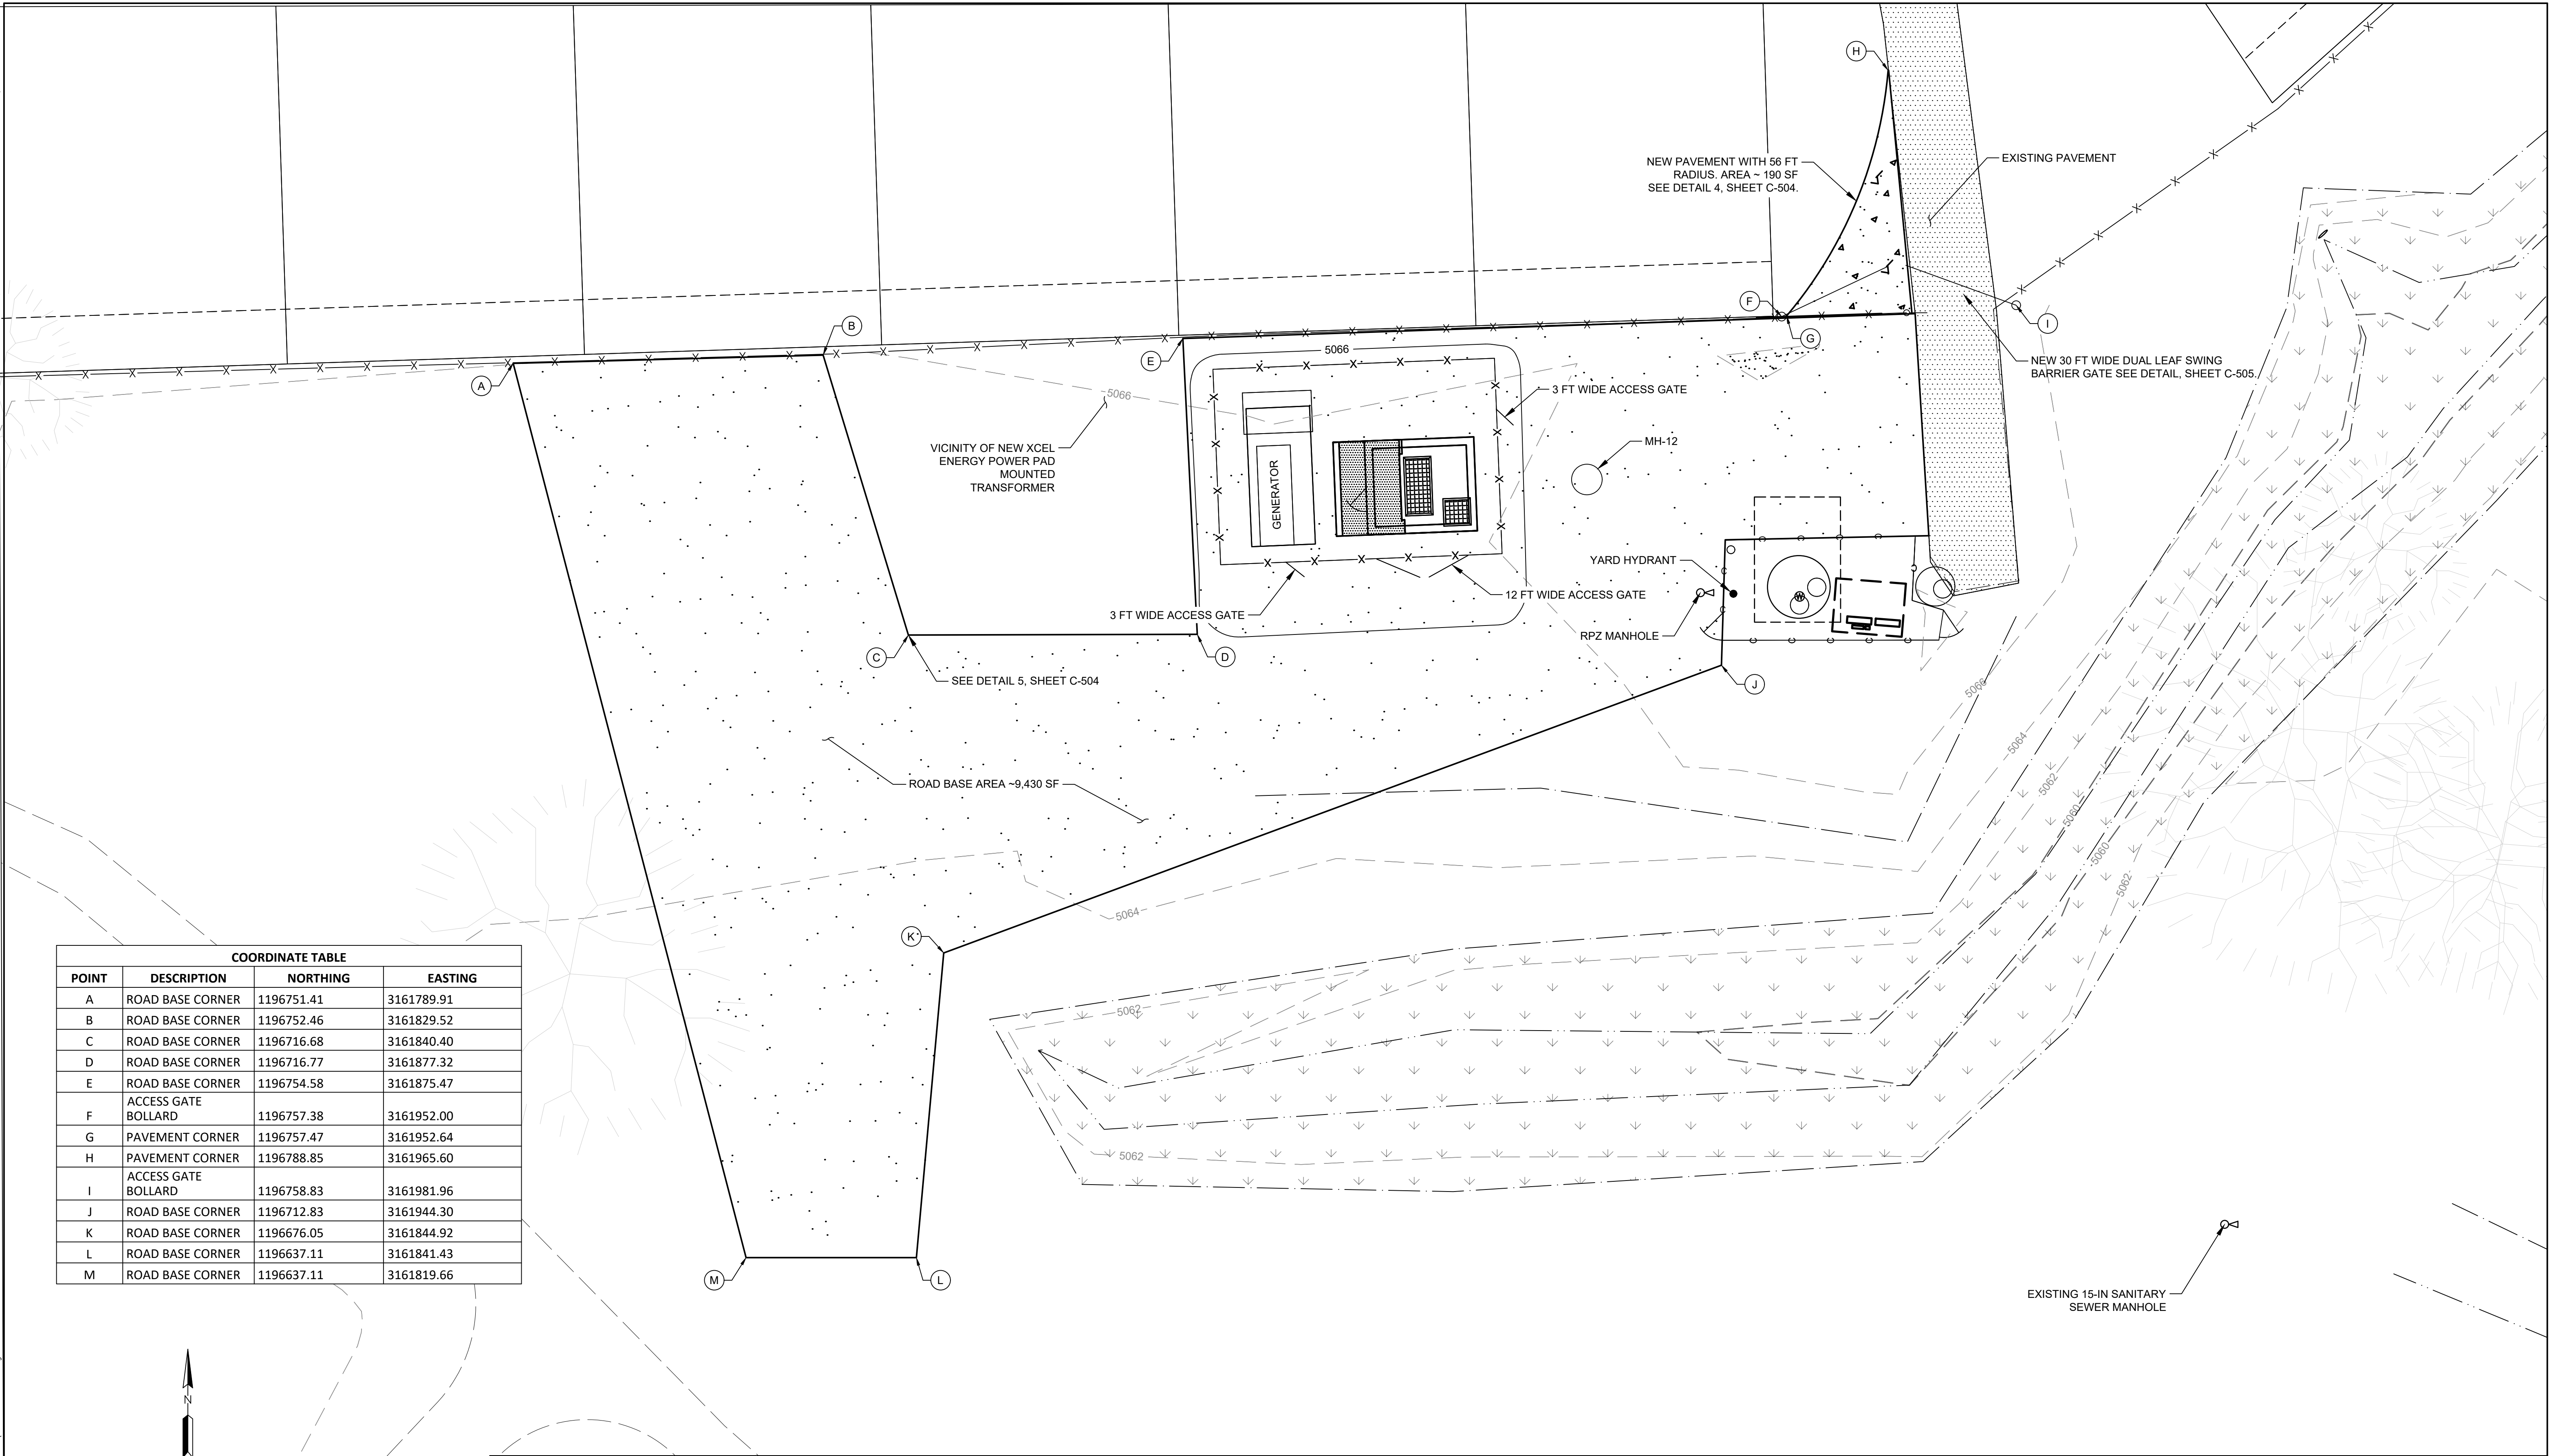 H
NEW PAVEMENT WITH 56 FT
RADIUS. AREA ~ 190 SF
SEE DETAIL 4, SHEET C-504.
EXISTING PAVEMENT
F
B
I
G
E
A
5066
5066
NEW 30 FT WIDE DUAL LEAF SWING
BARRIER GATE SEE DETAIL, SHEET C-505.
3 FT WIDE ACCESS GATE
VICINITY OF NEW XCEL
ENERGY POWER PAD
MOUNTED
TRANSFORMER
MH-12
GENERATOR
YARD HYDRANT
12 FT WIDE ACCESS GATE
3 FT WIDE ACCESS GATE
RPZ MANHOLE
W
C
D
SEE DETAIL 5, SHEET C-504
J
5066
5064
5062
5060
5060
5062
ROAD BASE AREA ~9,430 SF
5064
K
5062
5062
COORDINATE TABLE
POINT DESCRIPTION NORTHING EASTING
A ROAD BASE CORNER 1196751.41 3161789.91
B ROAD BASE CORNER 1196752.46 3161829.52
C ROAD BASE CORNER 1196716.68 3161840.40
D ROAD BASE CORNER 1196716.77 3161877.32
E ROAD BASE CORNER 1196754.58 3161875.47
ACCESS GATE
F BOLLARD 1196757.38 3161952.00
G PAVEMENT CORNER 1196757.47 3161952.64
H PAVEMENT CORNER 1196788.85 3161965.60
ACCESS GATE
I BOLLARD 1196758.83 3161981.96
J ROAD BASE CORNER 1196712.83 3161944.30
K ROAD BASE CORNER 1196676.05 3161844.92
L ROAD BASE CORNER 1196637.11 3161841.43
M ROAD BASE CORNER 1196637.11 3161819.66
M
L
EXISTING 15-IN SANITARY
SEWER MANHOLE
N